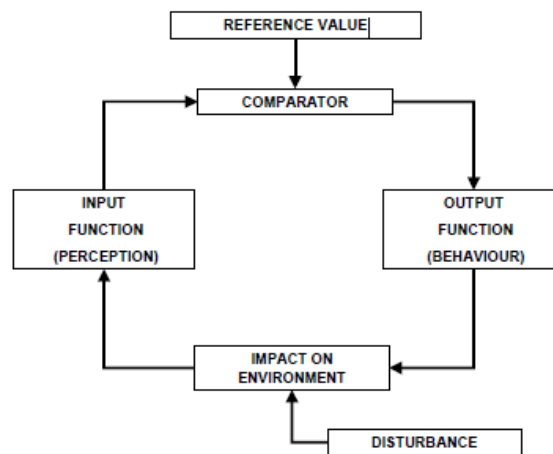 REFERENCE VALUE
COMPARATOR
INPUT
FUNCTION
(PERCEPTION)
OUTPUT
FUNCTION
(BEHAVIOUR)
IMPACT ON
ENVIRONMENT
DISTURBANCE